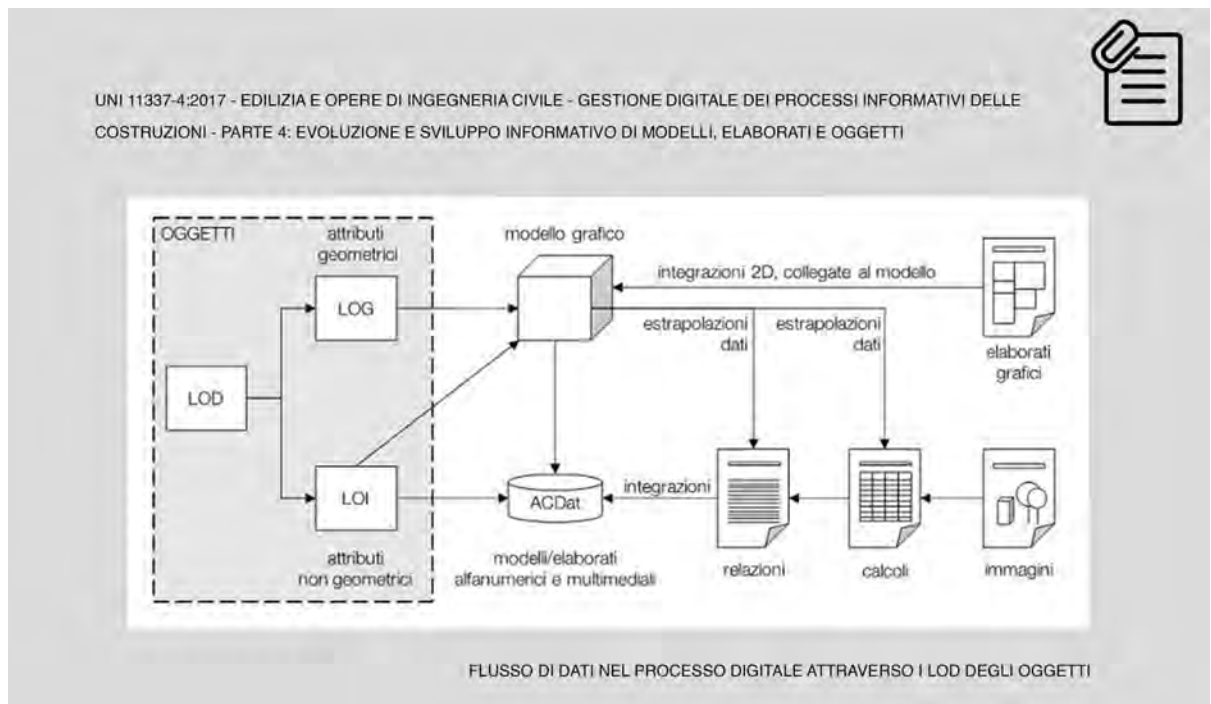 UNI 11337-4:2017 - EDILIZIA E OPERE DI INGEGNERIA CIVILE - GESTIONE DIGITALE DEI PROCESSI INFORMATIVI DELLE
COSTRUZIONI - PARTE 4: EVOLUZIONE E SVILUPPO INFORMATIVO DI MODELLI, ELABORATI E OGGETTI
OGGETTI
attributi
geometrici
modello grafico
LOG
integrazioni 2D, collegate al modello
estrapolazioni
dati
estrapolazioni
dati
elaborati
grafici
LOD
LOI
ACDat
integrazioni
attributi
non geometrici
modelli/elaborati
alfanumerici e multimediali
relazioni
calcoli
immagini
FLUSSO DI DATI NEL PROCESSO DIGITALE ATTRAVERSO I LOD DEGLI OGGETTI